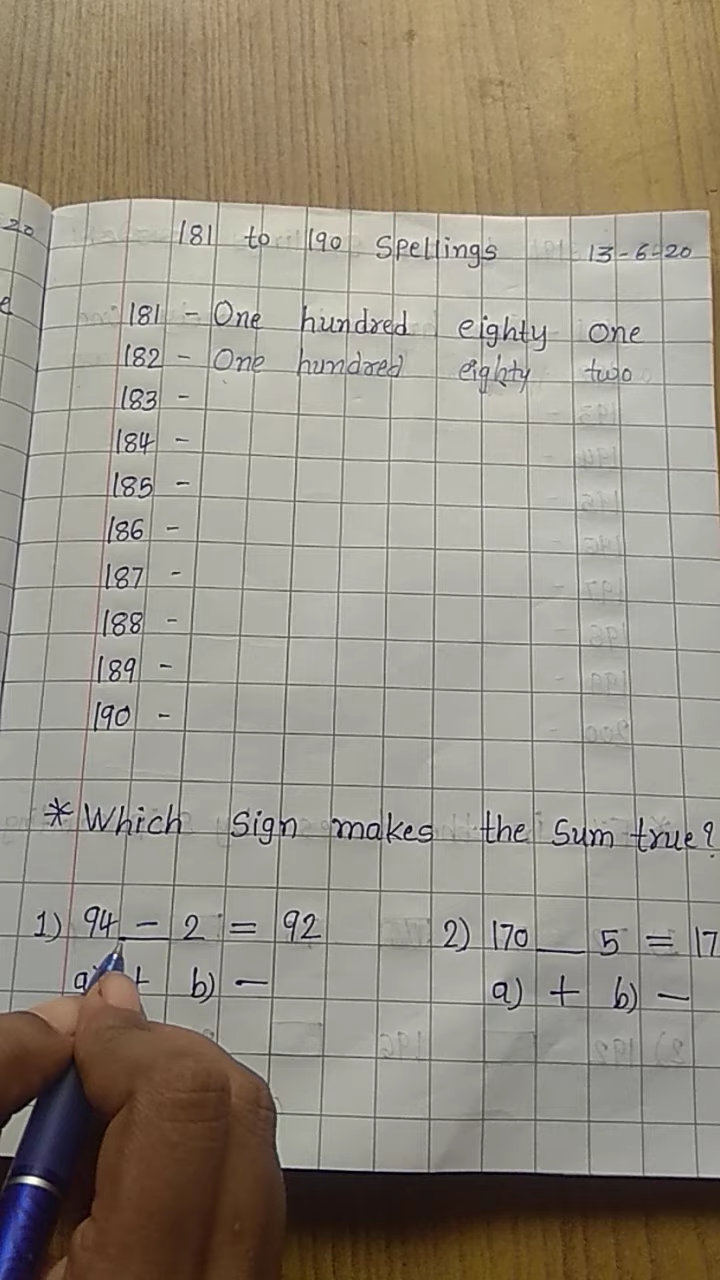 20
e
181 to 190 Spellings 13-6-20
181 - One hundred eighty one
182 - One hundred eighty two
183 -
184 -
185 -
186 -
187 -
188 -
189 -
190 -
* Which Sign makes the Sum true?
1) 94 - 2 = 92 2) 170 __ 5 = 17
a) + b) - a) + b) -